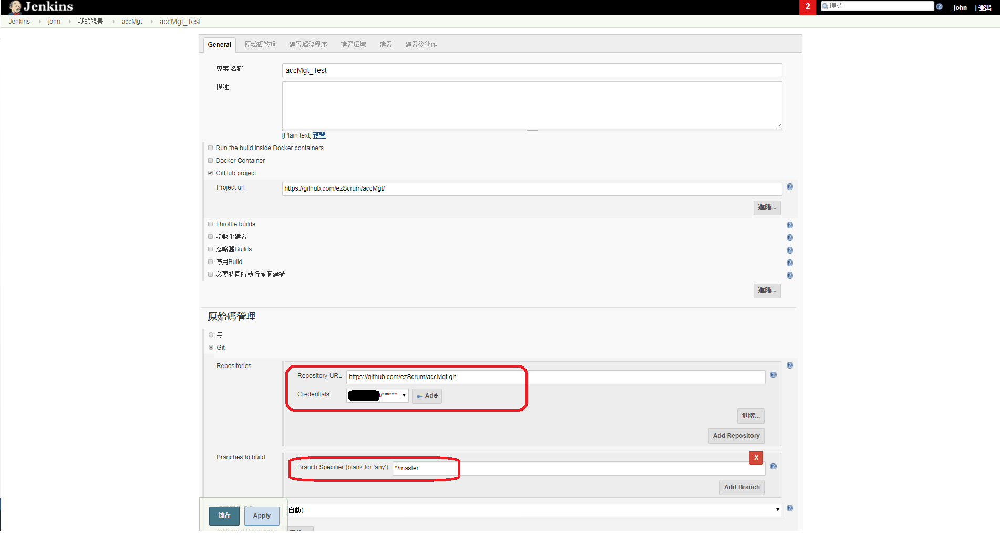 Jenkins
2
搜尋
john
| 登出
Jenkins
john
我的視景
accMgt
accMgt_Test
General
原始碼管理
建置觸發程序
建置環境
建置
建置後動作
專案 名稱
accMgt_Test
描述
[Plain text] 預覽
Run the build inside Docker containers
Docker Container
GitHub project
Project url
https://github.com/ezScrum/accMgt/
進階...
Throttle builds
參數化建置
忽略舊Builds
停用Build
必要時同時執行多個建構
進階...
原始碼管理
無
Git
Repositories
Repository URL
https://github.com/ezScrum/accMgt.git
Credentials
/******
Add
進階...
Add Repository
Branches to build
X
Branch Specifier (blank for 'any')
*/master
Add Branch
(自動)
儲存
Apply
Additional Behaviours